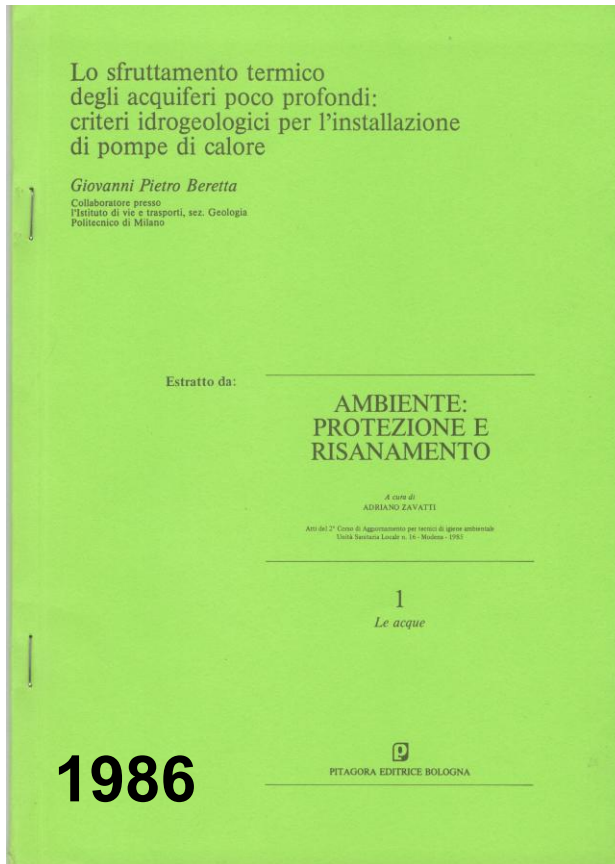 Lo sfruttamento termico
degli acquiferi poco profondi:
criteri idrogeologici per l'installazione
di pompe di calore
Giovanni Pietro Beretta
Collaboratore presso
l'Istituto di vie e trasporti, sez. Geologia
Politecnico di Milano
Estratto da:
AMBIENTE:
PROTEZIONE E
RISANAMENTO
A cura di
ADRIANO ZAVATTI
Atti del 2° Corso di Aggiornamento per tecnici di igiene ambientale
Unità Sanitaria Locale n. 16 - Modena - 1985
1
Le acque
PITAGORA EDITRICE BOLOGNA
1986